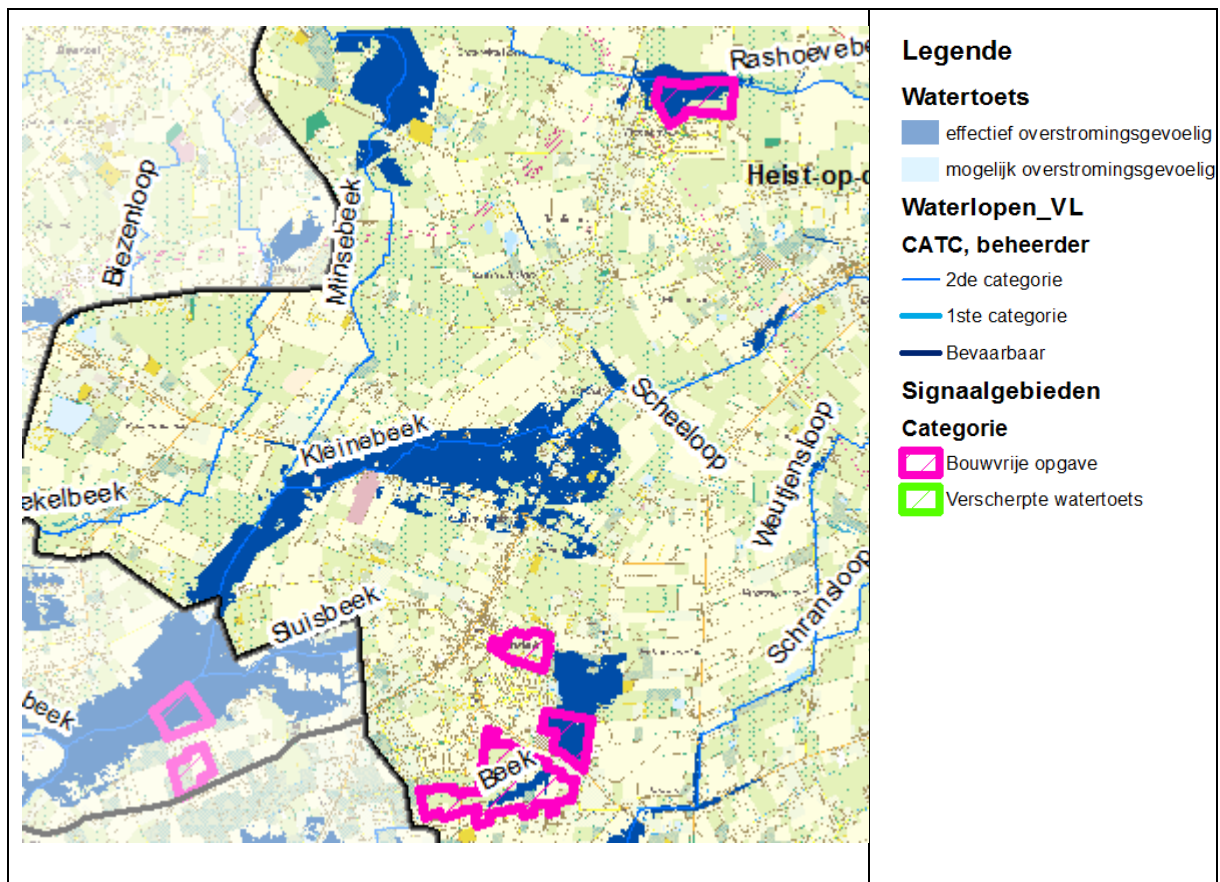 Rashoevebe
Biezenloop
Heist-op-d
Minsebeek
Scheeloop
Kleinebeek
Weutjensloop
ekelbeek
Schransloop
Sluisbeek
beek
Beek
Legende
Watertoets
effectief overstromingsgevoelig
mogelijk overstromingsgevoelig
Waterlopen_VL
CATC, beheerder
2de categorie
1ste categorie
Bevaarbaar
Signaalgebieden
Categorie
Bouwvrije opgave
Verscherpte watertoets